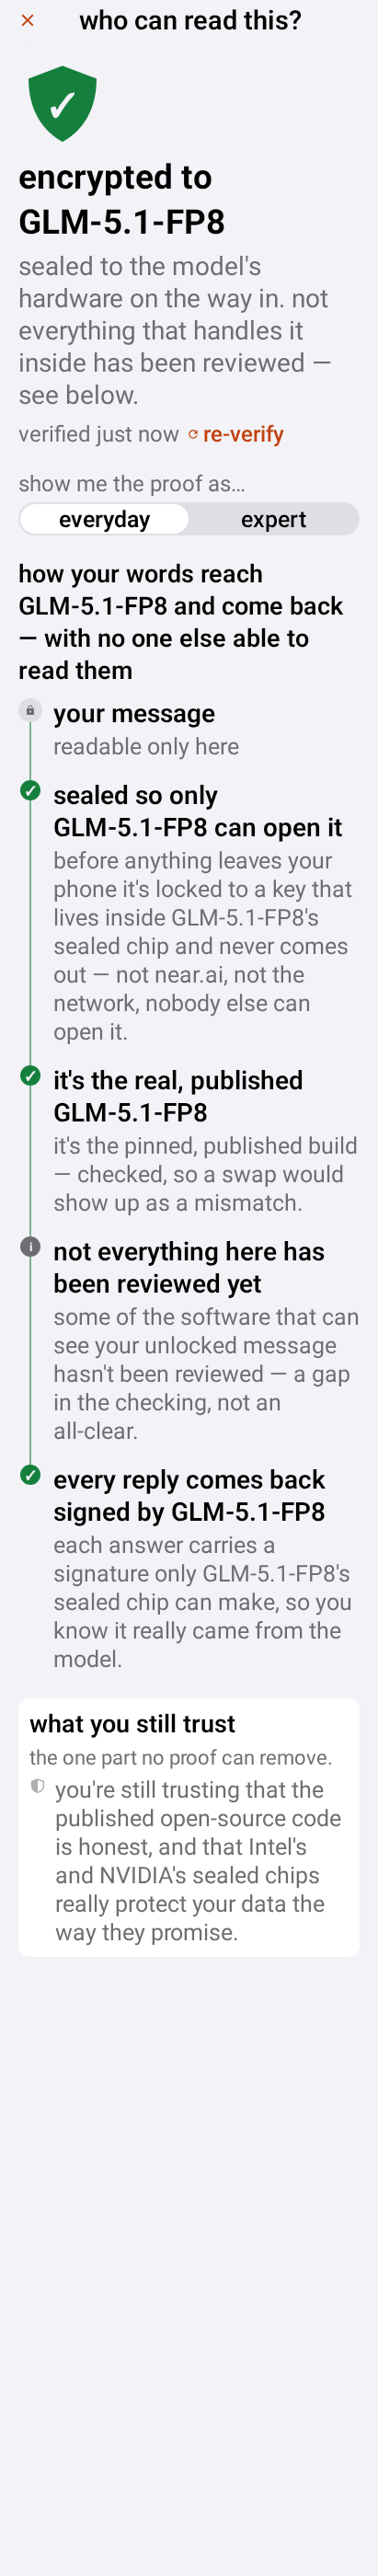 who can read this?
encrypted to
GLM-5.1-FP8
sealed to the model's
hardware on the way in. not
everything that handles it
inside has been reviewed —
see below.
verified just now re-verify
show me the proof as...
everyday expert
how your words reach
GLM-5.1-FP8 and come back
— with no one else able to
read them
your message
readable only here
sealed so only
GLM-5.1-FP8 can open it
before anything leaves your
phone it's locked to a key that
lives inside GLM-5.1-FP8's
sealed chip and never comes
out — not near.ai, not the
network, nobody else can
open it.
it's the real, published
GLM-5.1-FP8
it's the pinned, published build
— checked, so a swap would
show up as a mismatch.
not everything here has
been reviewed yet
some of the software that can
see your unlocked message
hasn't been reviewed — a gap
in the checking, not an
all-clear.
every reply comes back
signed by GLM-5.1-FP8
each answer carries a
signature only GLM-5.1-FP8's
sealed chip can make, so you
know it really came from the
model.
what you still trust
the one part no proof can remove.
you're still trusting that the
published open-source code
is honest, and that Intel's
and NVIDIA's sealed chips
really protect your data the
way they promise.